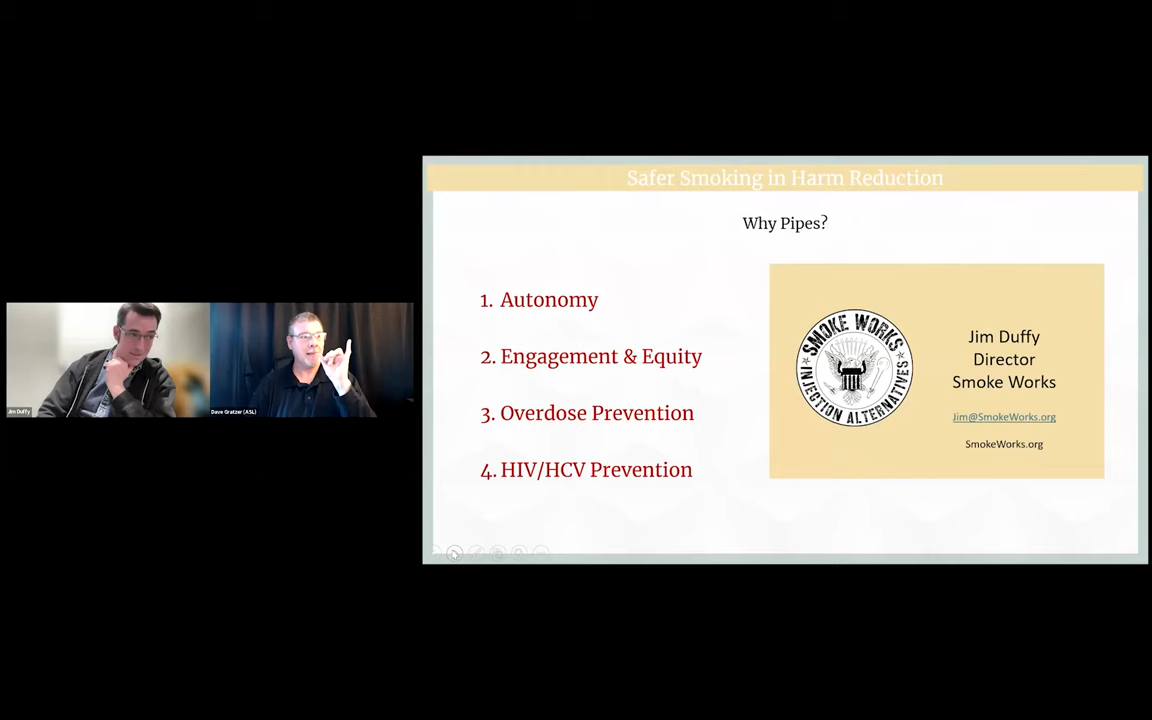 Safer Smoking in Harm Reduction
Why Pipes?
1. Autonomy
2. Engagement & Equity
3. Overdose Prevention
4. HIV/HCV Prevention
SMOKE WORKS
INJECTION ALTERNATIVES
Jim Duffy
Director
Smoke Works
Jim@SmokeWorks.org
SmokeWorks.org
Jim Duffy
Dave Gratzer (ASL)